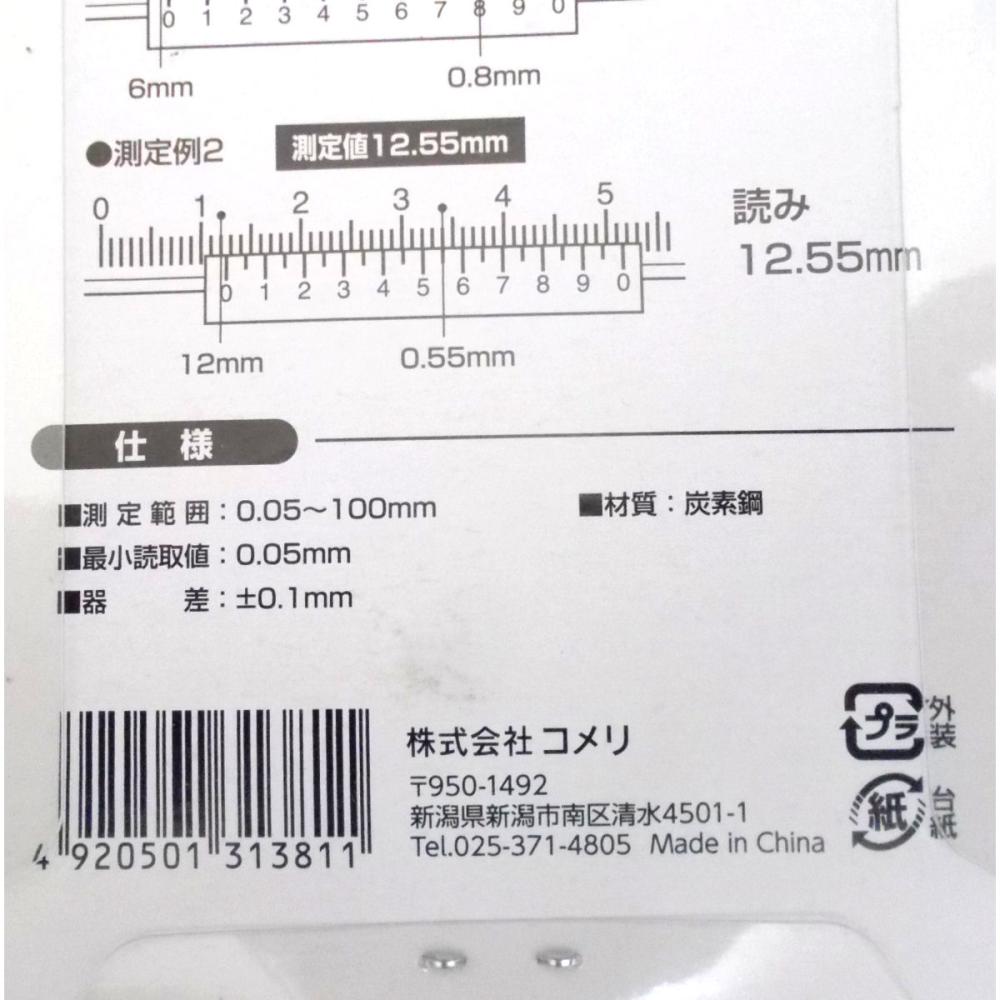 0 1 2 3 4 5 6 7 8 9 0
6mm 0.8mm
●測定例2 測定値12.55mm
0 1 2 3 4 5
読み
12.55mm
0 1 2 3 4 5 6 7 8 9 0
12mm 0.55mm
仕様
■測定範囲：0.05～100mm ■材質：炭素鋼
■最小読取値：0.05mm
■器差：±0.1mm
株式会社 コメリ
〒950-1492
新潟県新潟市南区清水4501-1
Tel.025-371-4805 Made in China
4 920501 313811
プラ 外装
紙 台紙